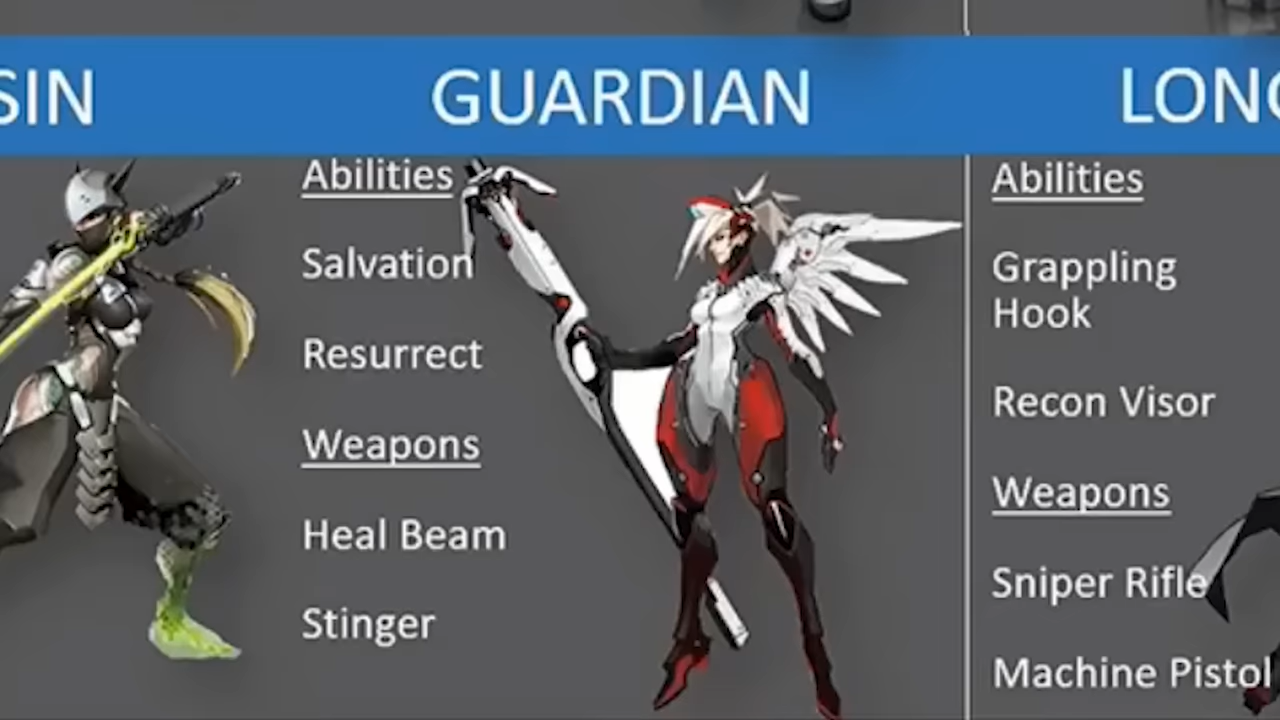 SIN
GUARDIAN
LONG
Abilities
Salvation
Resurrect
Weapons
Heal Beam
Stinger
Abilities
Grappling
Hook
Recon Visor
Weapons
Sniper Rifle
Machine Pistol